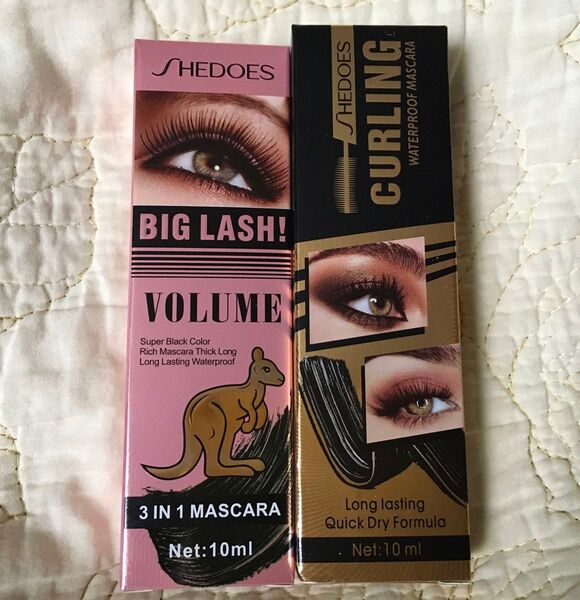 SHEDOES
BIG LASH!
VOLUME
Super Black Color
Rich Mascara Thick Long
Long Lasting Waterproof
3 IN 1 MASCARA
Net:10ml
SHEDOES
CURLING
WATERPROOF MASCARA
Long lasting
Quick Dry Formula
Net:10 ml